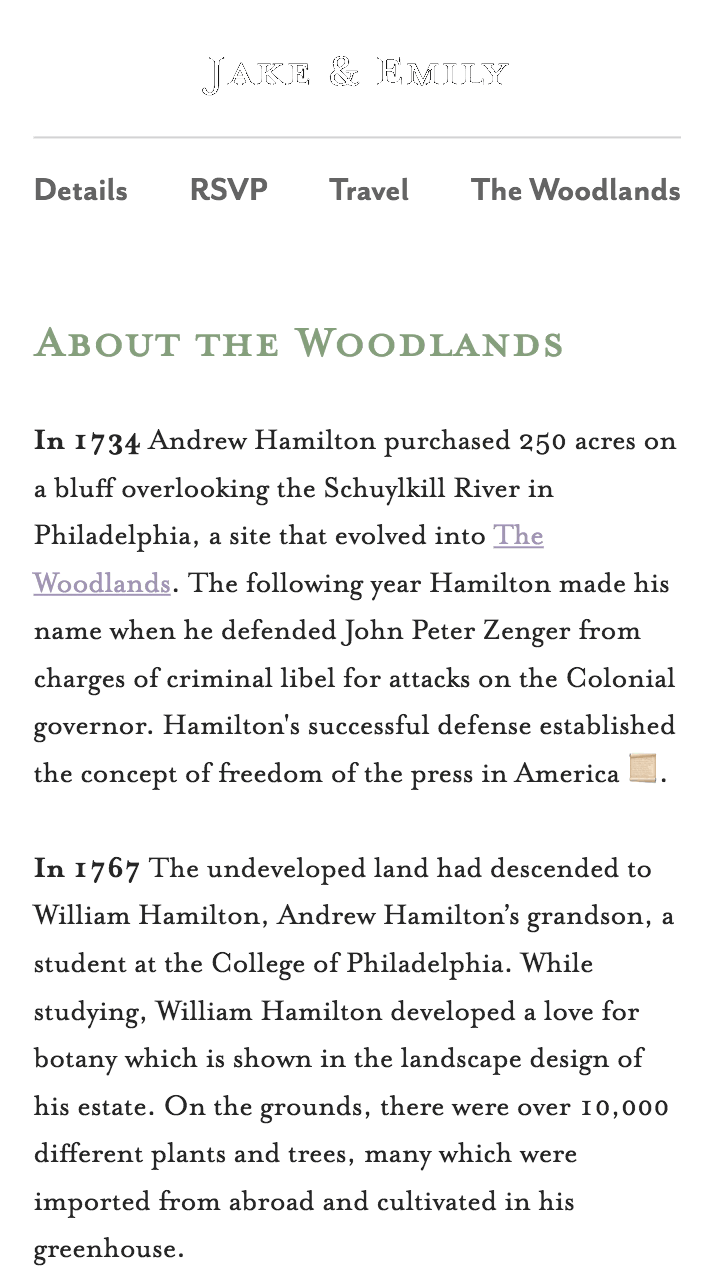 Jake & Emily
Details RSVP Travel The Woodlands
About the Woodlands
In 1734 Andrew Hamilton purchased 250 acres on
a bluff overlooking the Schuylkill River in
Philadelphia, a site that evolved into The
Woodlands. The following year Hamilton made his
name when he defended John Peter Zenger from
charges of criminal libel for attacks on the Colonial
governor. Hamilton's successful defense established
the concept of freedom of the press in America 📜.
In 1767 The undeveloped land had descended to
William Hamilton, Andrew Hamilton’s grandson, a
student at the College of Philadelphia. While
studying, William Hamilton developed a love for
botany which is shown in the landscape design of
his estate. On the grounds, there were over 10,000
different plants and trees, many which were
imported from abroad and cultivated in his
greenhouse.